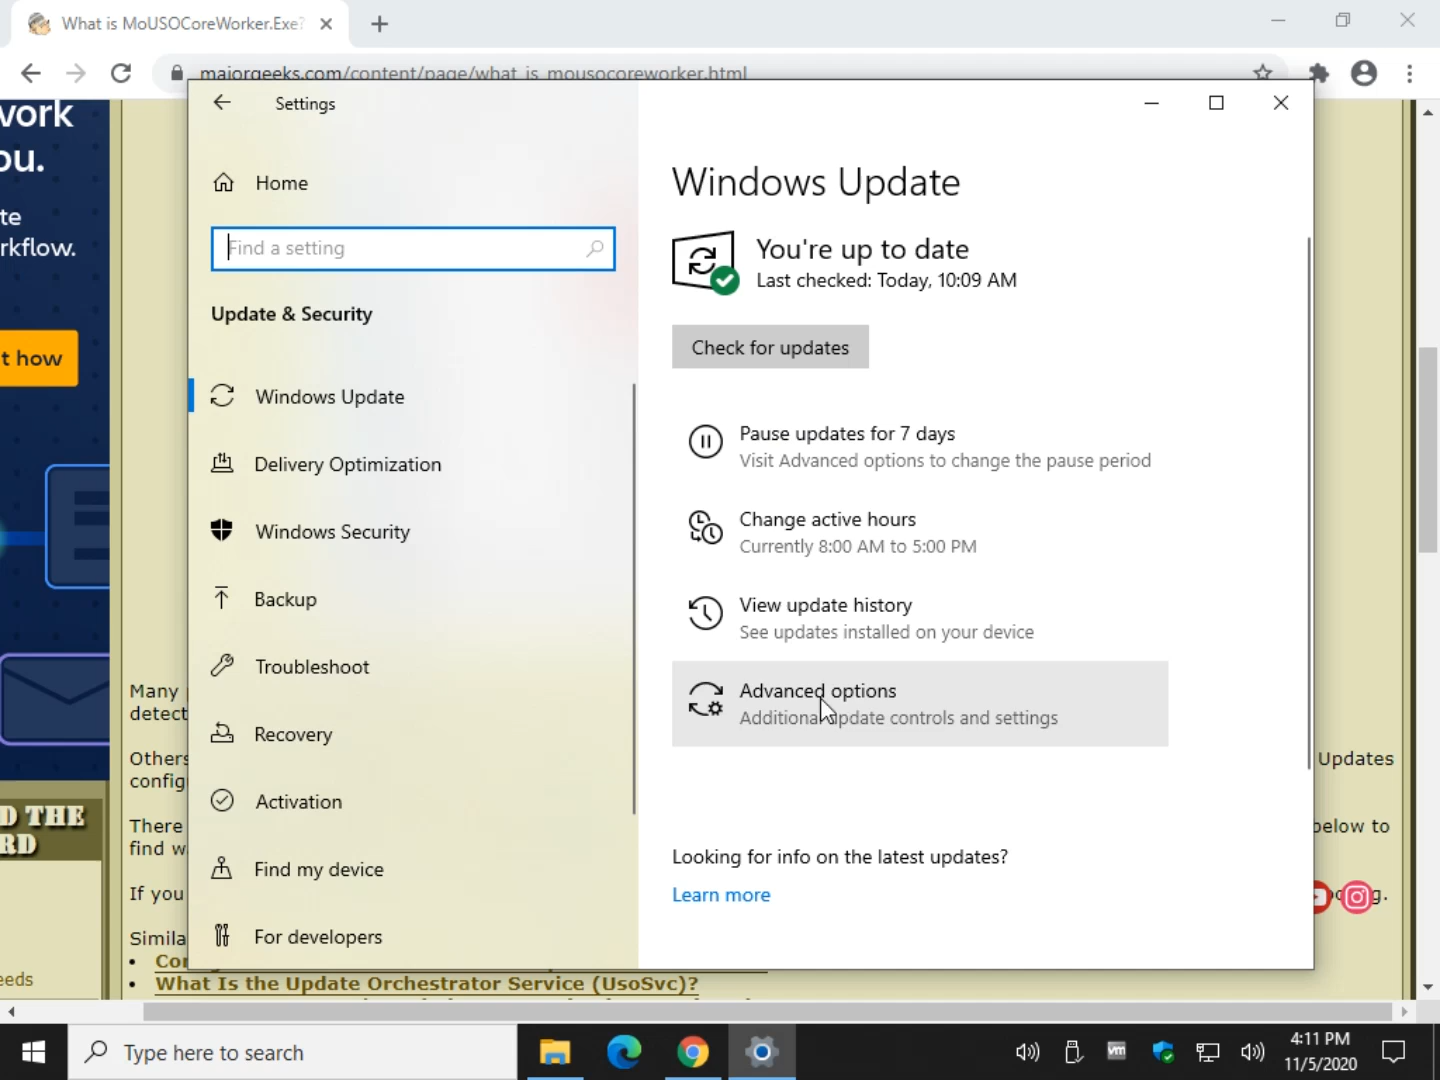 What is MoUSOCoreWorker.Exe?
majorgeeks.com/content/page/what_is_mousocoreworker.html
work
ou.
te
rkflow.
t how
D THE
RD
eeds
Settings
Home
Find a setting
Update & Security
Windows Update
Delivery Optimization
Windows Security
Backup
Troubleshoot
Recovery
Activation
Find my device
For developers
Windows Update
You're up to date
Last checked: Today, 10:09 AM
Check for updates
Pause updates for 7 days
Visit Advanced options to change the pause period
Change active hours
Currently 8:00 AM to 5:00 PM
View update history
See updates installed on your device
Advanced options
Additional update controls and settings
Looking for info on the latest updates?
Learn more
Many
detect
Others
Updates
config
There
below to
find w
If you
g.
Simila
• Con
• What Is the Update Orchestrator Service (UsoSvc)?
Type here to search
vm
4:11 PM
11/5/2020